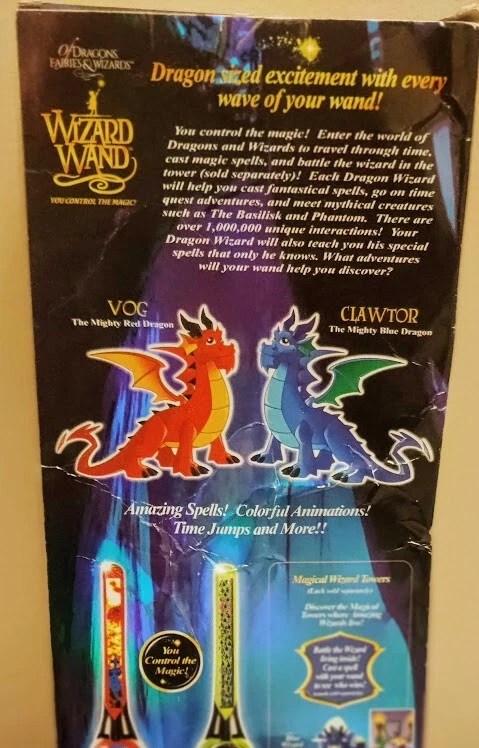 Of DRAGONS
FAIRIES & WIZARDS™
WIZARD
WAND
YOU CONTROL THE MAGIC!
Dragon sized excitement with every
wave of your wand!
You control the magic! Enter the world of
Dragons and Wizards to travel through time,
cast magic spells, and battle the wizard in the
tower (sold separately)! Each Dragon Wizard
will help you cast fantastical spells, go on time
quest adventures, and meet mythical creatures
such as The Basilisk and Phantom. There are
over 1,000,000 unique interactions! Your
Dragon Wizard will also teach you his special
spells that only he knows. What adventures
will your wand help you discover?
VOG
The Mighty Red Dragon
CLAWTOR
The Mighty Blue Dragon
Amazing Spells! Colorful Animations!
Time Jumps and More!!
You
Control the
Magic!
Magical Wizard Towers
(Each sold separately)
Discover the Magical
Towers where Amazing
Wizards live!
Battle the Wizard
living inside!
Cast a spell
with your wand
to see who wins!